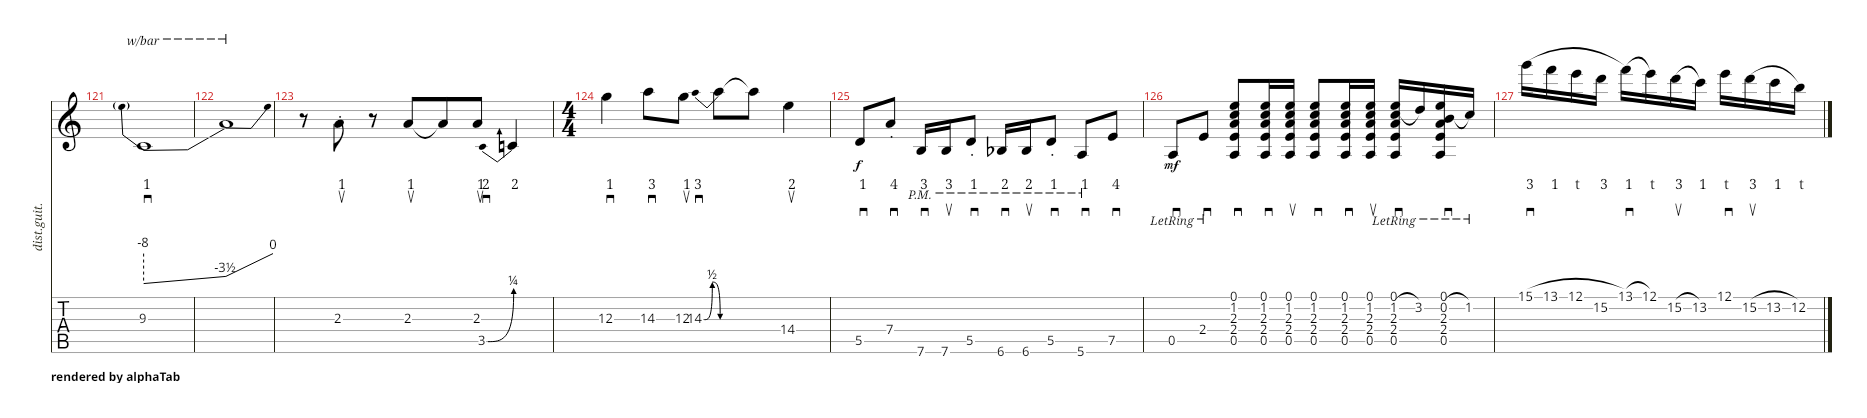 w/bar
121 122 123 124 125 126 127
4 4
f mf
1 1 1 1 2 2 1 3 1 3 2 1 4 3 3 1 2 2 1 1 4 3 1 t 3 1 t 3 1 t 3 1 t
P.M.
LetRing LetRing
dist.guit.
-8 -3½ 0 ¼ ½
T 0 0 0 0 0 0 0 0 15 13 12 13 12 12
A 1 1 1 1 1 1 1 3 0 1 15 15 13 15 13 12
B 9 2 2 2 12 14 12 14 2 2 2 2 2 2 2 2
14 7 2 2 2 2 2 2 2 2 2
3 5 5 5 7 0 0 0 0 0 0 0 0 0
7 7 6 6 5
rendered by alphaTab